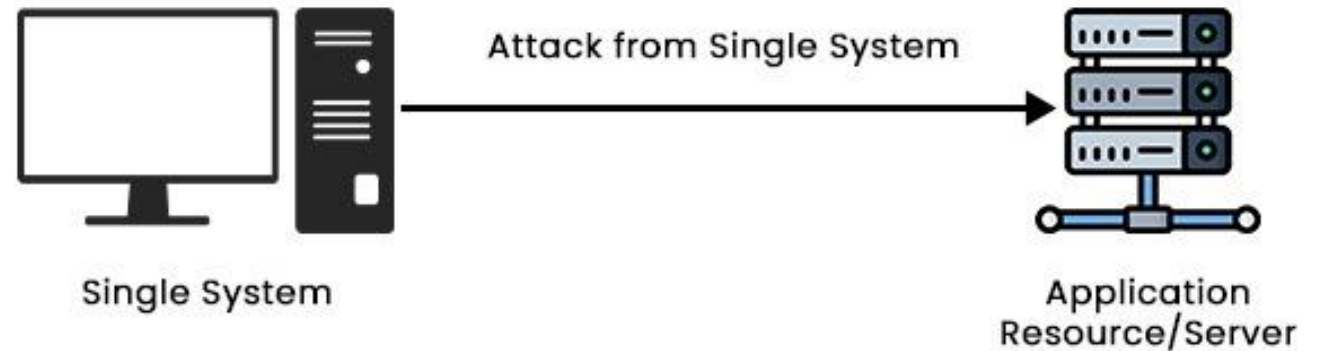 Attack from Single System
Single System
Application
Resource/Server